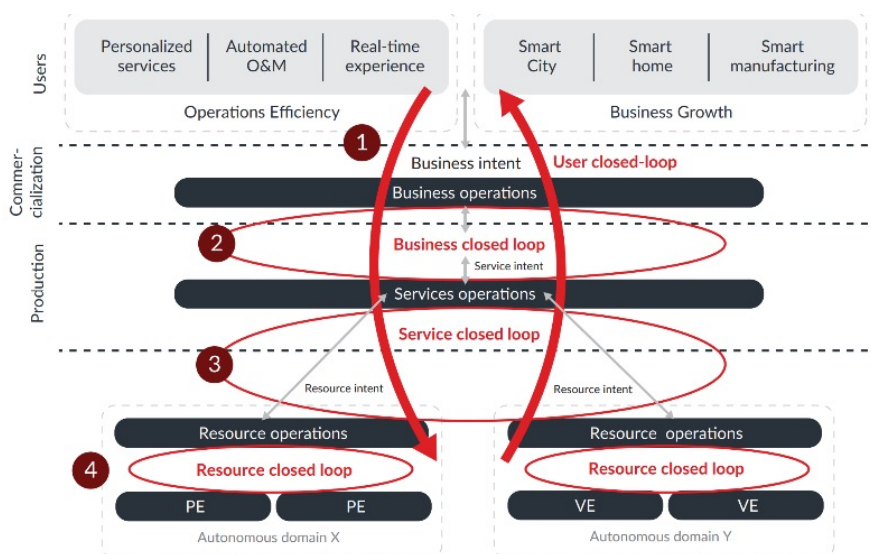 Users
Personalized
services
Automated
O&M
Real-time
experience
Smart
City
Smart
home
Smart
manufacturing
Operations Efficiency
Business Growth
1
Commer-
cialization
Business intent
User closed-loop
Business operations
2
Business closed loop
Production
Service intent
Services operations
Service closed loop
3
Resource intent
Resource intent
Resource operations
Resource operations
4
Resource closed loop
Resource closed loop
PE
PE
VE
VE
Autonomous domain X
Autonomous domain Y